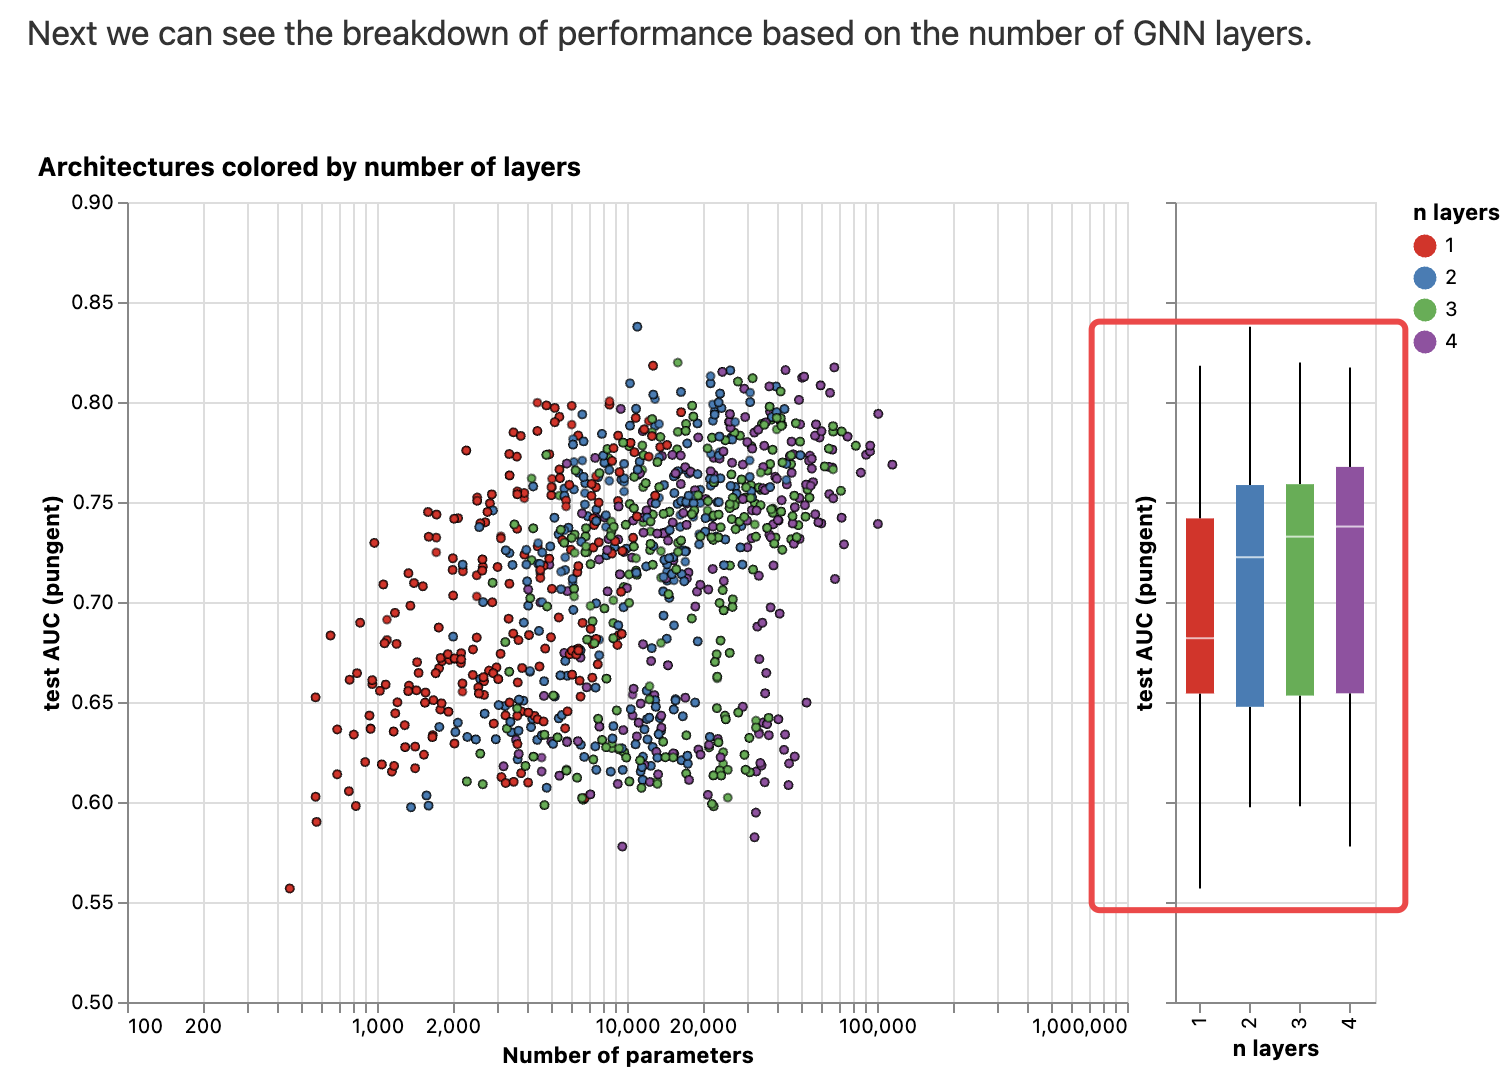 Next we can see the breakdown of performance based on the number of GNN layers.
Architectures colored by number of layers
test AUC (pungent)
0.90
0.85
0.80
0.75
0.70
0.65
0.60
0.55
0.50
100 200 1,000 2,000 10,000 20,000 100,000 1,000,000
Number of parameters
test AUC (pungent)
1 2 3 4
n layers
n layers
1
2
3
4